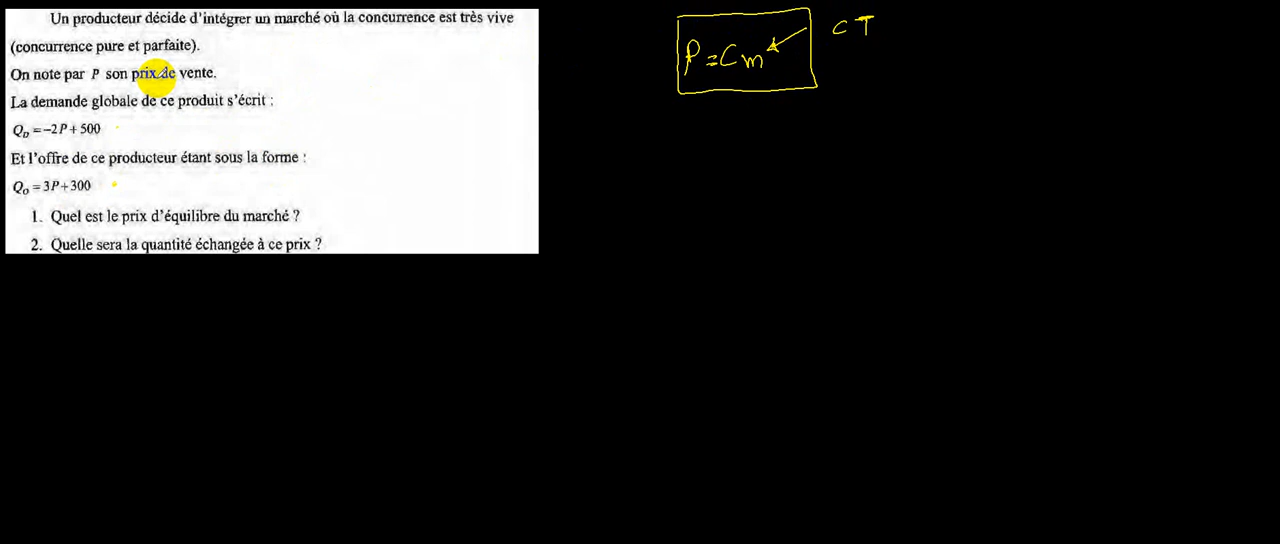 Un producteur décide d'intégrer un marché où la concurrence est très vive
(concurrence pure et parfaite).
On note par P son prix de vente.
La demande globale de ce produit s'écrit :
Q_D = -2P + 500
Et l'offre de ce producteur étant sous la forme :
Q_O = 3P + 300
1. Quel est le prix d'équilibre du marché ?
2. Quelle sera la quantité échangée à ce prix ?
P = Cm
CT